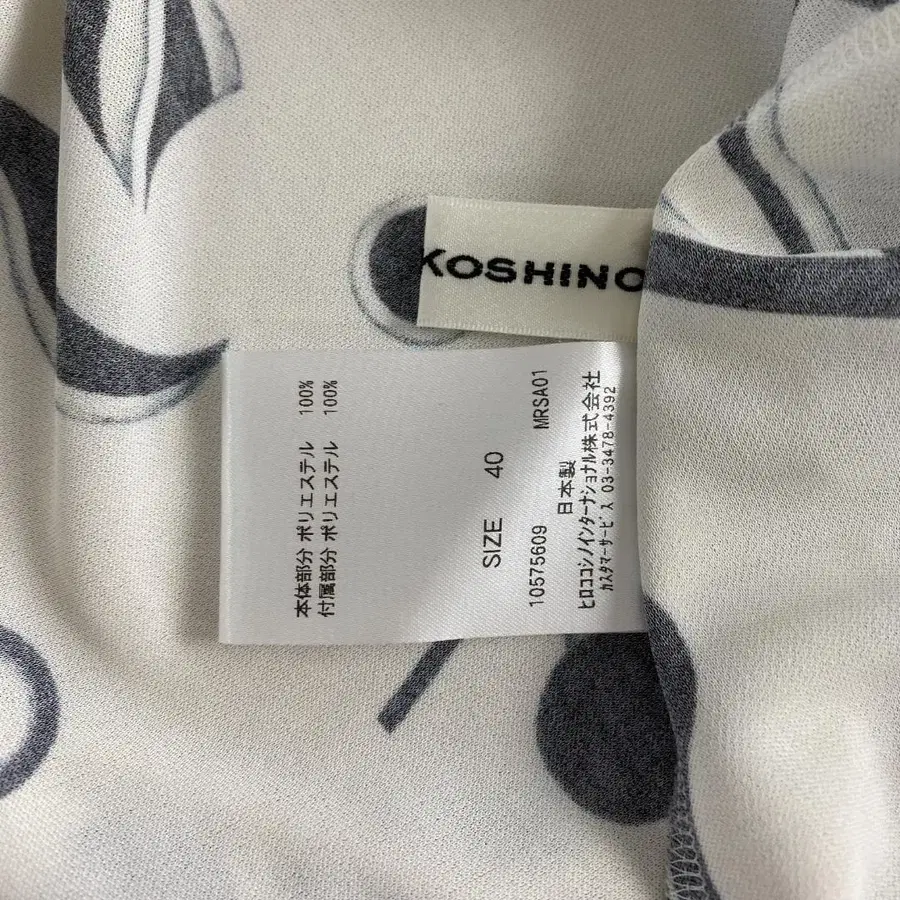 KOSHINO
本体部分 ポリエステル 100%
付属部分 ポリエステル 100%
SIZE 40
10575609 MRSA01
日本製
ヒロココシノインターナショナル株式会社
カスタマーサービス 03-3478-4392